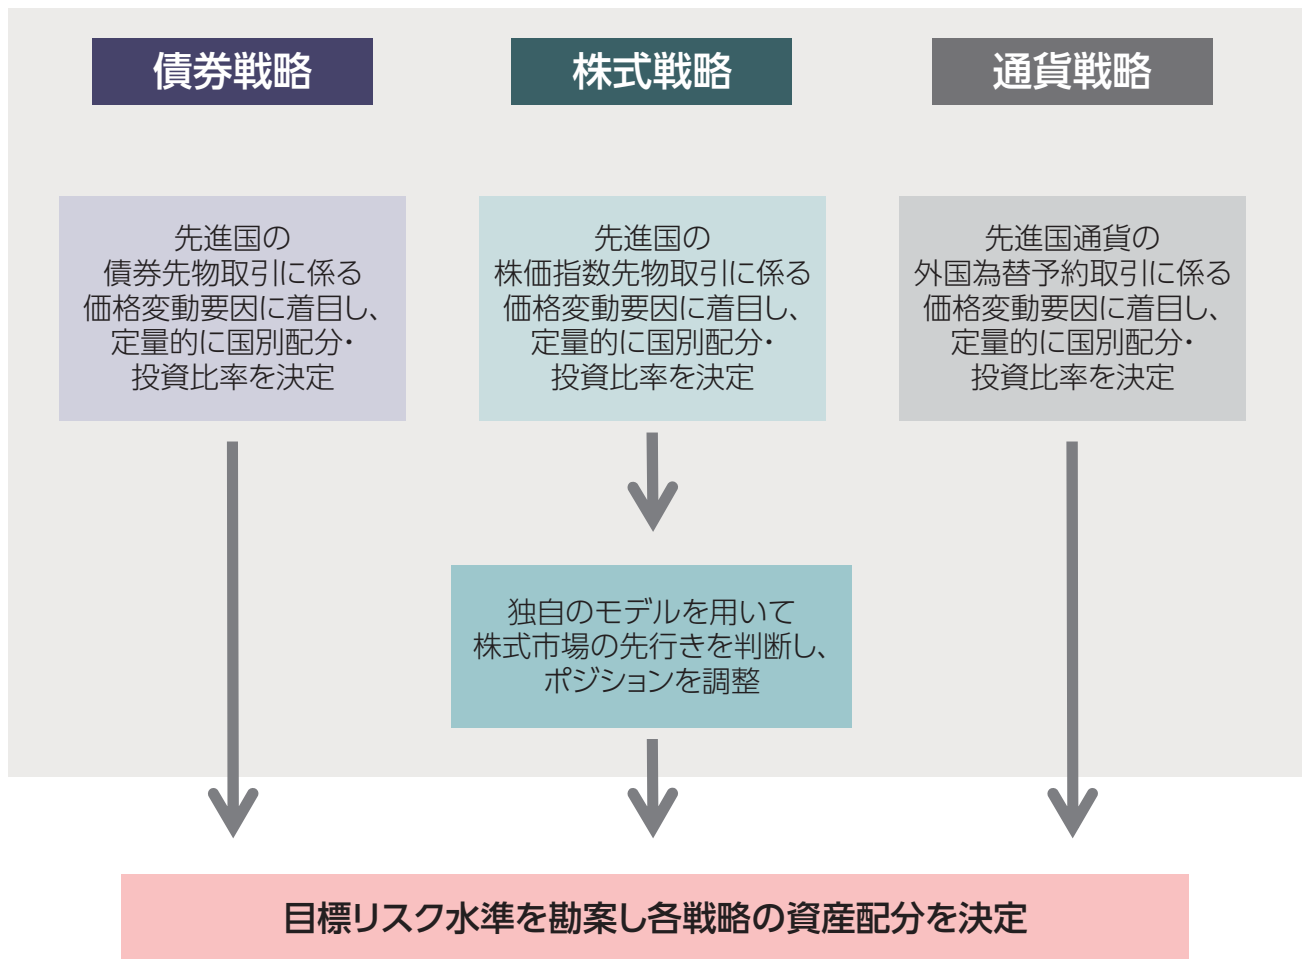 債券戦略
株式戦略
通貨戦略
先進国の
債券先物取引に係る
価格変動要因に着目し、
定量的に国別配分・
投資比率を決定
先進国の
株価指数先物取引に係る
価格変動要因に着目し、
定量的に国別配分・
投資比率を決定
先進国通貨の
外国為替予約取引に係る
価格変動要因に着目し、
定量的に国別配分・
投資比率を決定
独自のモデルを用いて
株式市場の先行きを判断し、
ポジションを調整
目標リスク水準を勘案し各戦略の資産配分を決定